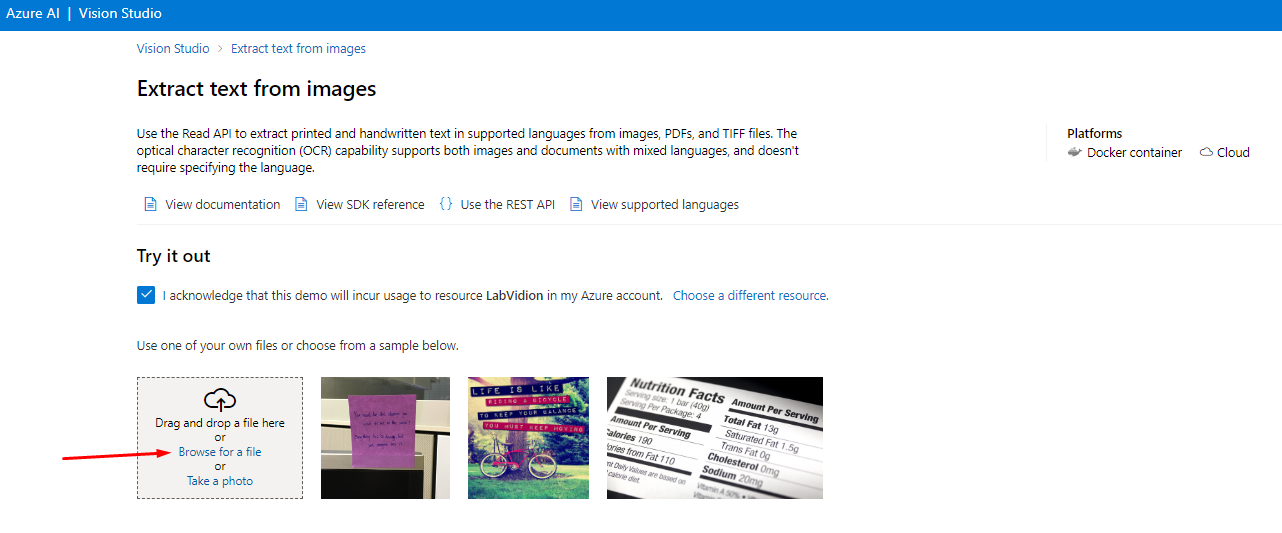 Azure AI | Vision Studio
Vision Studio > Extract text from images
Extract text from images
Use the Read API to extract printed and handwritten text in supported languages from images, PDFs, and TIFF files. The
optical character recognition (OCR) capability supports both images and documents with mixed languages, and doesn't
require specifying the language.
Platforms
Docker container Cloud
View documentation View SDK reference {} Use the REST API View supported languages
Try it out
I acknowledge that this demo will incur usage to resource LabVidion in my Azure account. Choose a different resource.
Use one of your own files or choose from a sample below.
Drag and drop a file here
or
Browse for a file
or
Take a photo
LIFE IS LIKE
RIDING A BICYCLE
TO KEEP YOUR BALANCE
YOU MUST KEEP MOVING
Nutrition Facts
Serving size: 1 bar (40g)
Serving Per Package: 4
Amount Per Serving
Calories 190
ories from Fat 110
nt Daily Values are based on
calorie diet.
Amount Per Serving
Total Fat 13g
Saturated Fat 1.5g
Trans Fat 0g
Cholesterol 0mg
Sodium 20mg
Vitamin A 50%